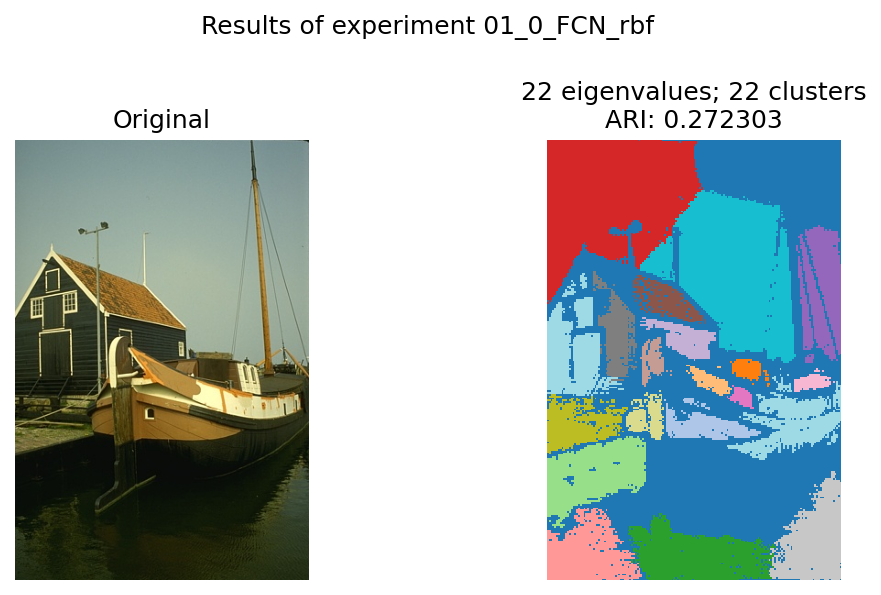 Results of experiment 01_0_FCN_rbf
Original
22 eigenvalues; 22 clusters
ARI: 0.272303